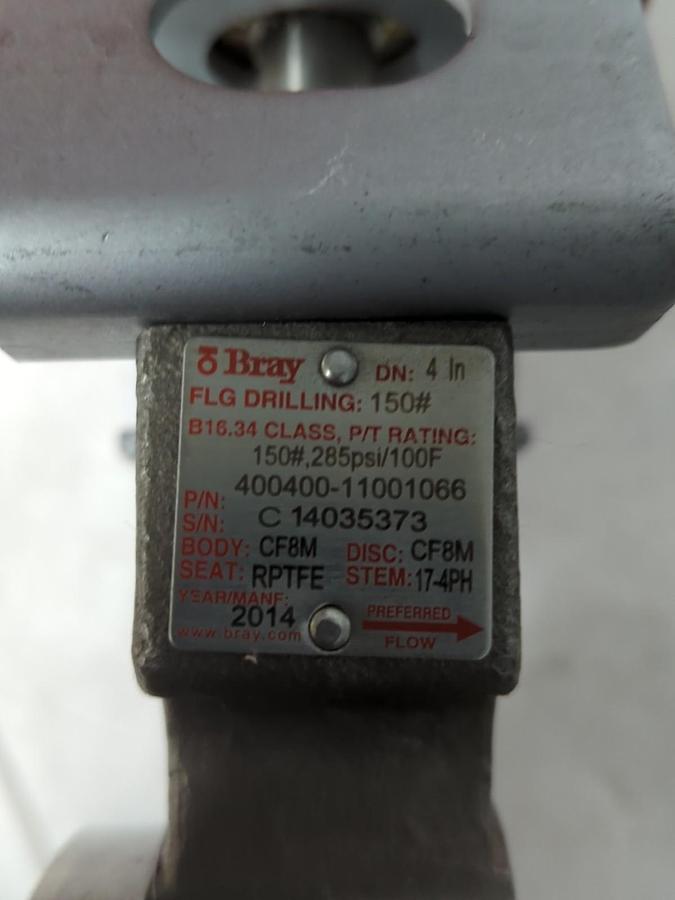 Bray DN: 4 In
FLG DRILLING: 150#
B16.34 CLASS, P/T RATING:
150#,285psi/100F
P/N: 400400-11001066
S/N: C 14035373
BODY: CF8M DISC: CF8M
SEAT: RPTFE STEM: 17-4PH
YEAR/MANF:
2014 PREFERRED
www.bray.com FLOW